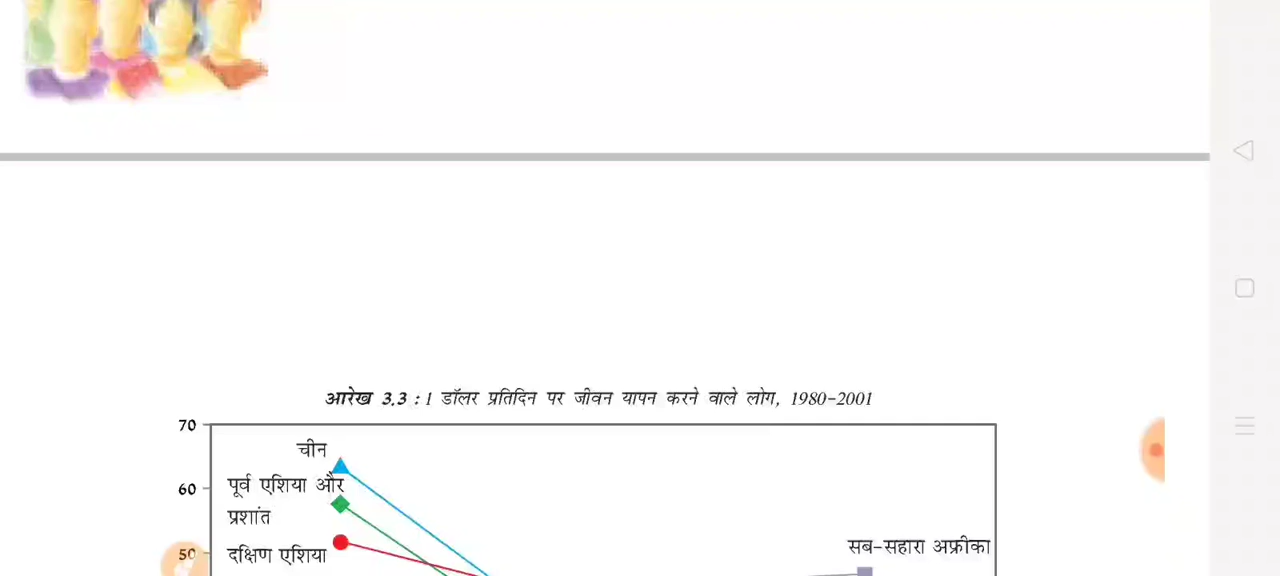 आरेख 3.3 : 1 डॉलर प्रतिदिन पर जीवन यापन करने वाले लोग, 1980-2001
70
चीन
पूर्व एशिया और
60
प्रशांत
सब-सहारा अफ्रीका
50
दक्षिण एशिया